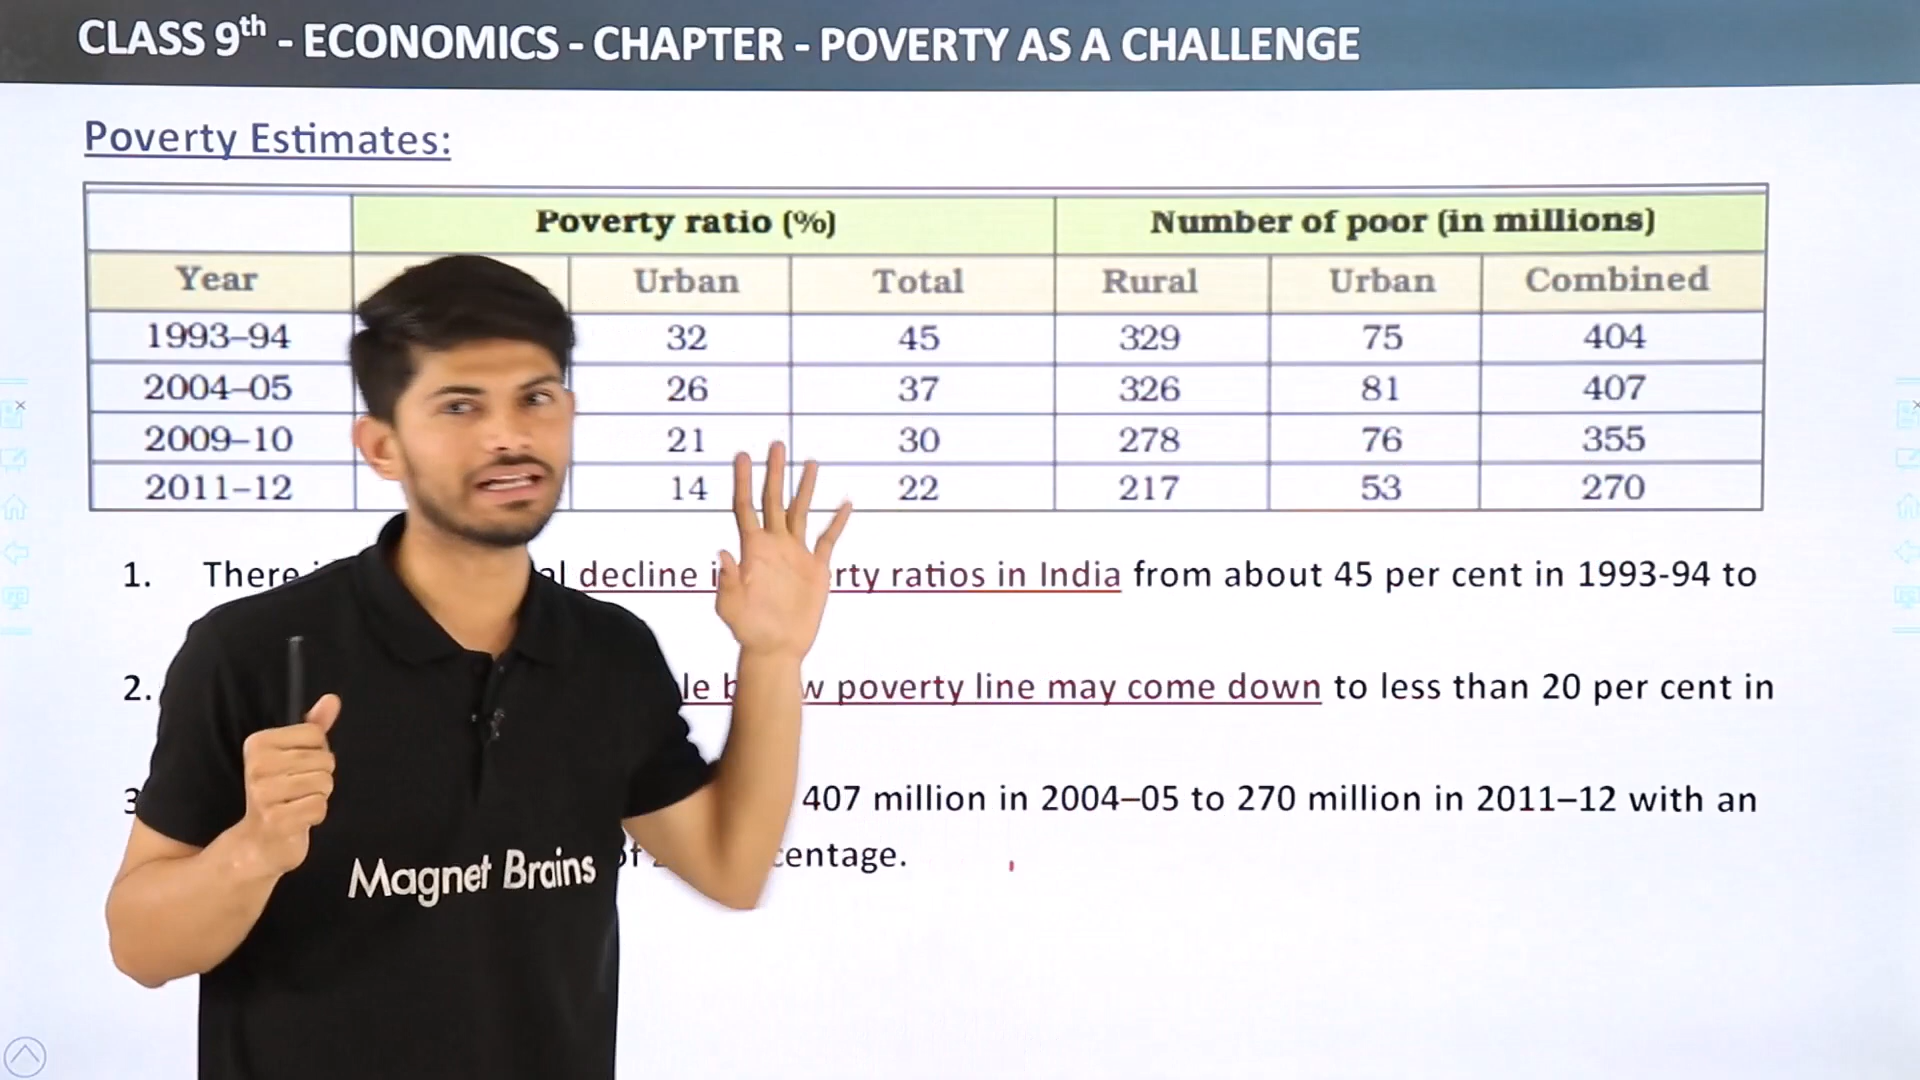 CLASS 9th - ECONOMICS - CHAPTER - POVERTY AS A CHALLENGE
Poverty Estimates:
Poverty ratio (%) Number of poor (in millions)
Year Urban Total Rural Urban Combined
1993–94 32 45 329 75 404
2004–05 26 37 326 81 407
2009–10 21 30 278 76 355
2011–12 14 22 217 53 270
1. There decline ratios in India from about 45 per cent in 1993-94 to
2. poverty line may come down to less than 20 per cent in
3 407 million in 2004–05 to 270 million in 2011–12 with an
Magnet Brains